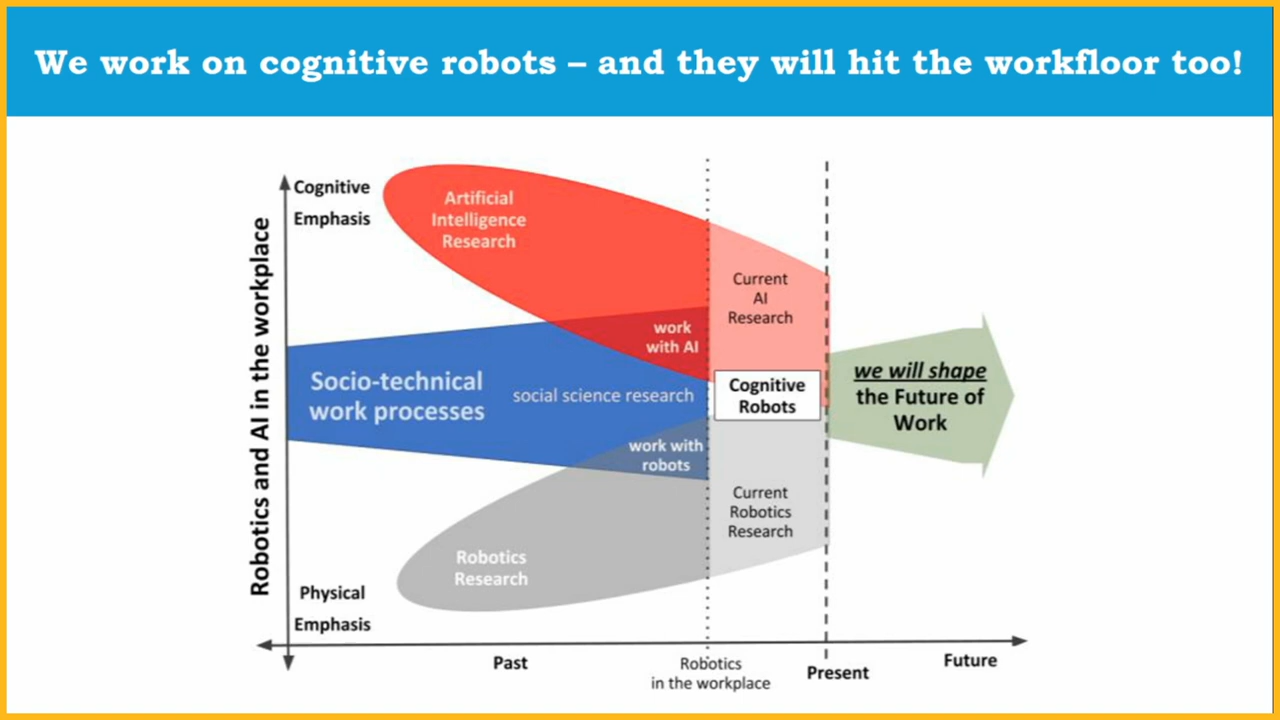 We work on cognitive robots – and they will hit the workfloor too!
Robotics and AI in the workplace
Cognitive
Emphasis
Artificial
Intelligence
Research
Current
AI
Research
work
with AI
Socio-technical
work processes
social science research
Cognitive
Robots
we will shape
the Future of
Work
work with
robots
Current
Robotics
Research
Robotics
Research
Physical
Emphasis
Past
Robotics
in the workplace
Present
Future